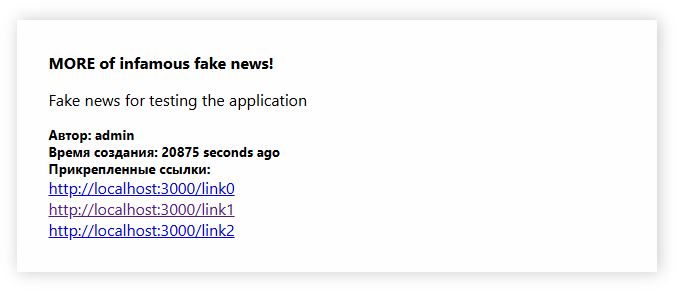 MORE of infamous fake news!
Fake news for testing the application
Автор: admin
Время создания: 20875 seconds ago
Прикрепленные ссылки:
http://localhost:3000/link0
http://localhost:3000/link1
http://localhost:3000/link2